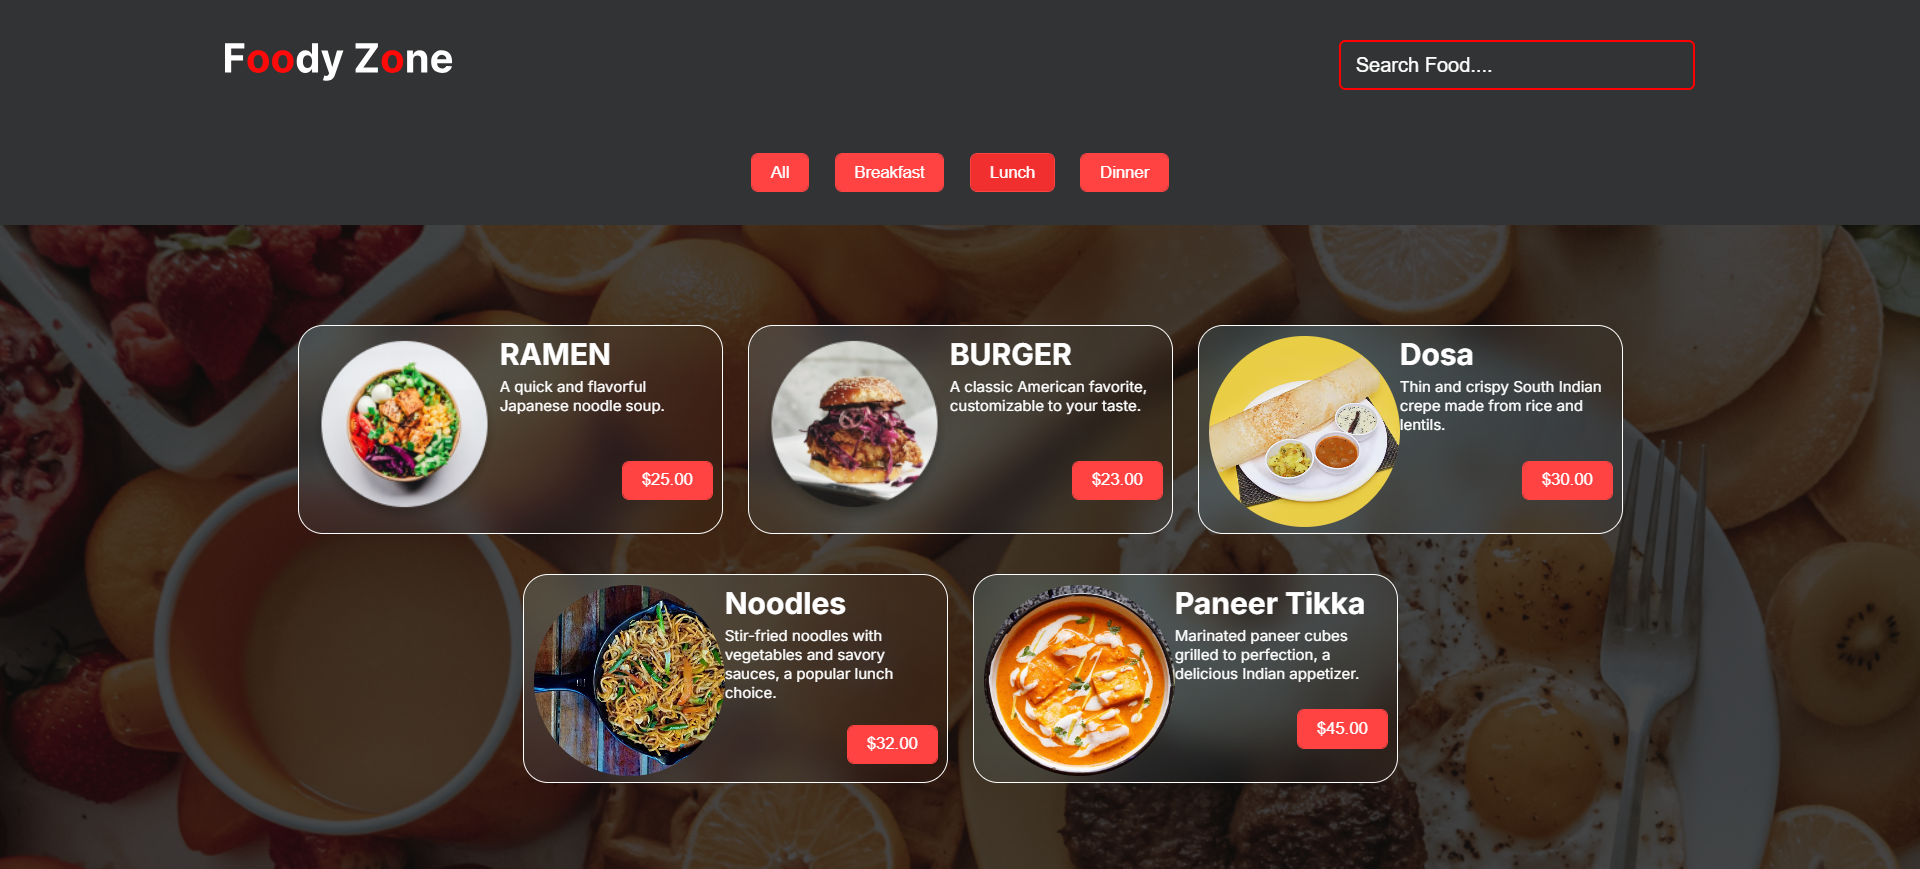 Foody Zone
Search Food....
All
Breakfast
Lunch
Dinner
RAMEN
A quick and flavorful
Japanese noodle soup.
$25.00
BURGER
A classic American favorite,
customizable to your taste.
$23.00
Dosa
Thin and crispy South Indian
crepe made from rice and
lentils.
$30.00
Noodles
Stir-fried noodles with
vegetables and savory
sauces, a popular lunch
choice.
$32.00
Paneer Tikka
Marinated paneer cubes
grilled to perfection, a
delicious Indian appetizer.
$45.00